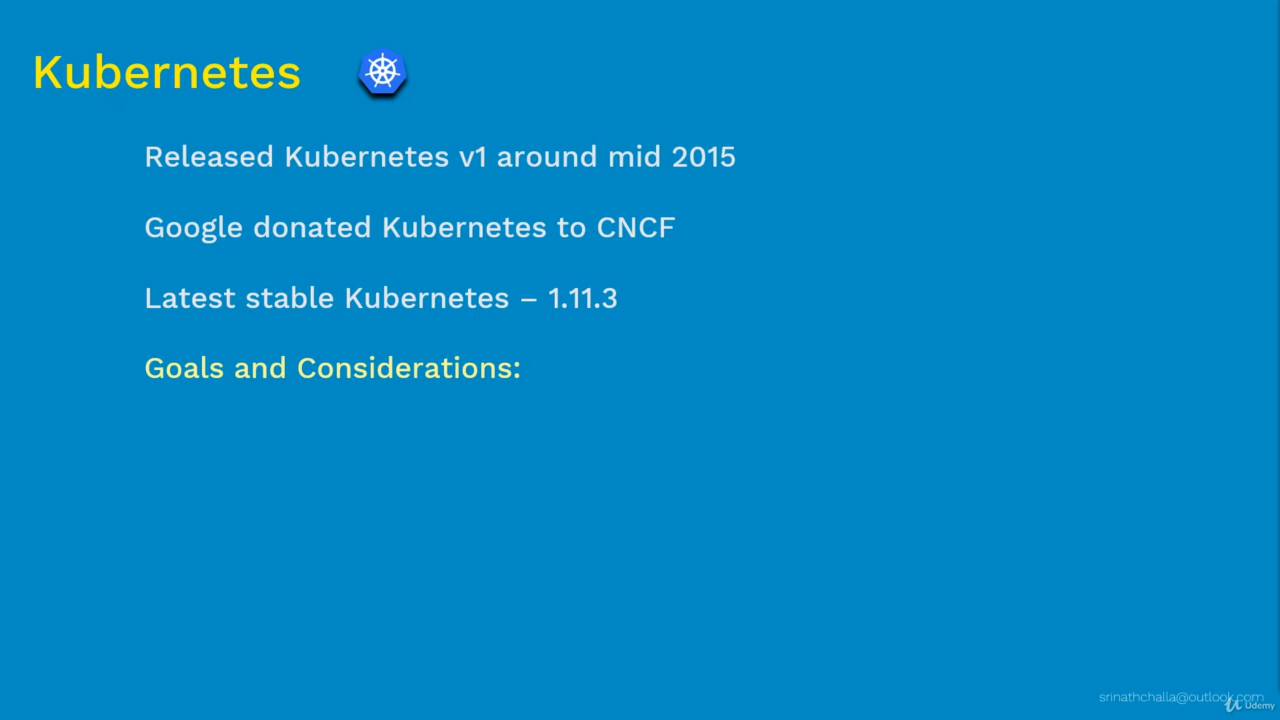 Kubernetes
Released Kubernetes v1 around mid 2015
Google donated Kubernetes to CNCF
Latest stable Kubernetes – 1.11.3
Goals and Considerations:
srinathchalla@outlook.com
Udemy